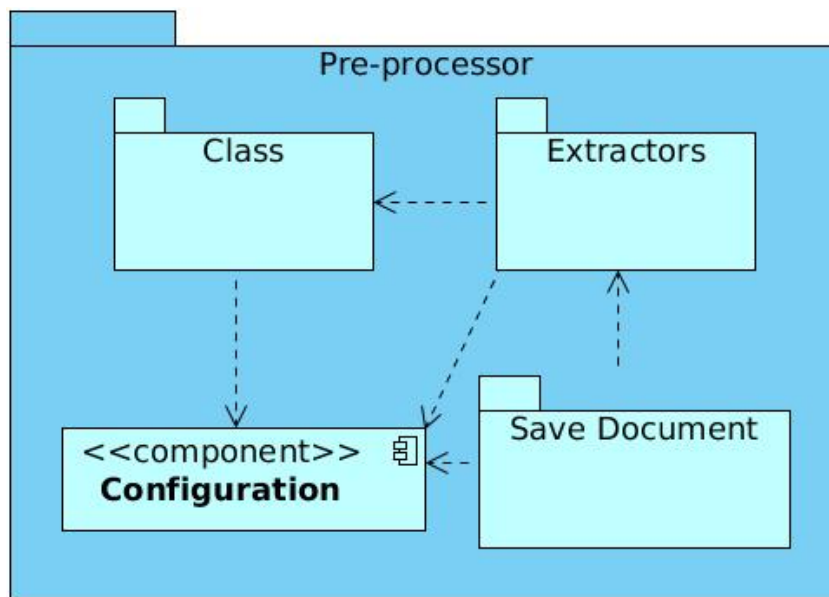 Pre-processor
Class
Extractors
Save Document
<<component>>
Configuration